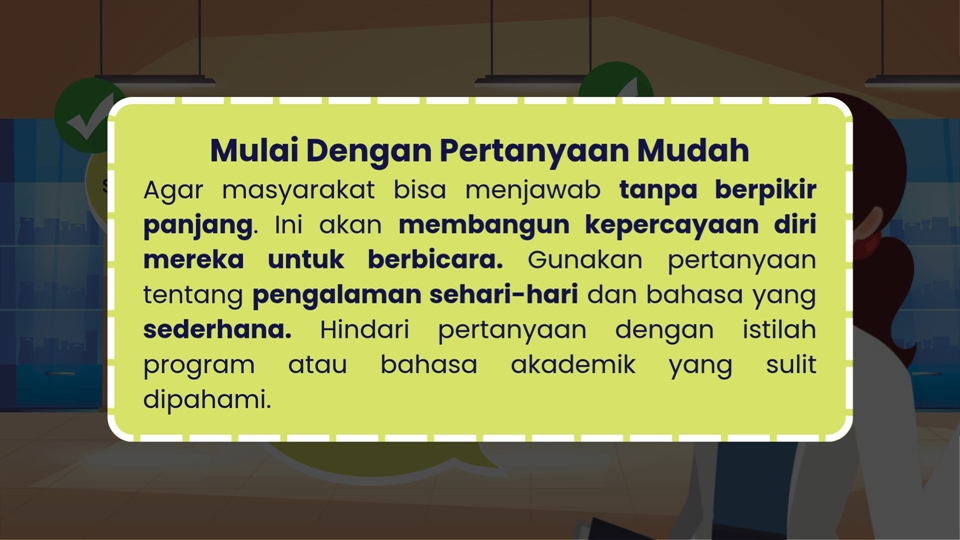 Mulai Dengan Pertanyaan Mudah
Agar masyarakat bisa menjawab tanpa berpikir
panjang. Ini akan membangun kepercayaan diri
mereka untuk berbicara. Gunakan pertanyaan
tentang pengalaman sehari-hari dan bahasa yang
sederhana. Hindari pertanyaan dengan istilah
program atau bahasa akademik yang sulit
dipahami.